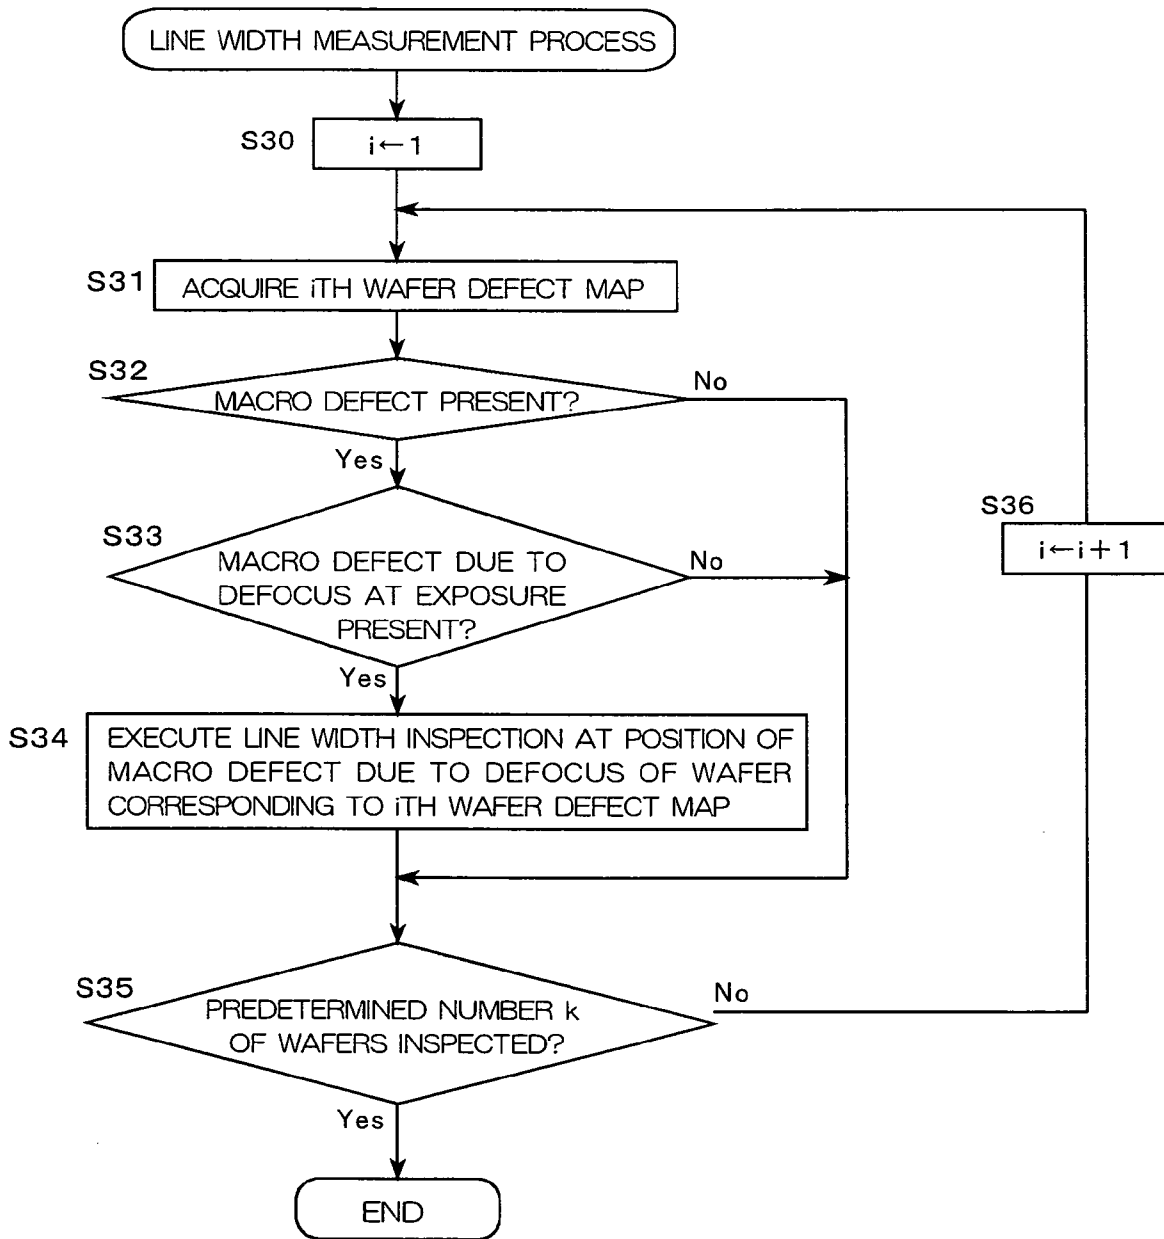 LINE WIDTH MEASUREMENT PROCESS
S30
i←1
S31
ACQUIRE iTH WAFER DEFECT MAP
S32
MACRO DEFECT PRESENT?
No
Yes
S33
MACRO DEFECT DUE TO
DEFOCUS AT EXPOSURE
PRESENT?
No
Yes
S36
i←i+1
S34
EXECUTE LINE WIDTH INSPECTION AT POSITION OF
MACRO DEFECT DUE TO DEFOCUS OF WAFER
CORRESPONDING TO iTH WAFER DEFECT MAP
S35
PREDETERMINED NUMBER k
OF WAFERS INSPECTED?
No
Yes
END